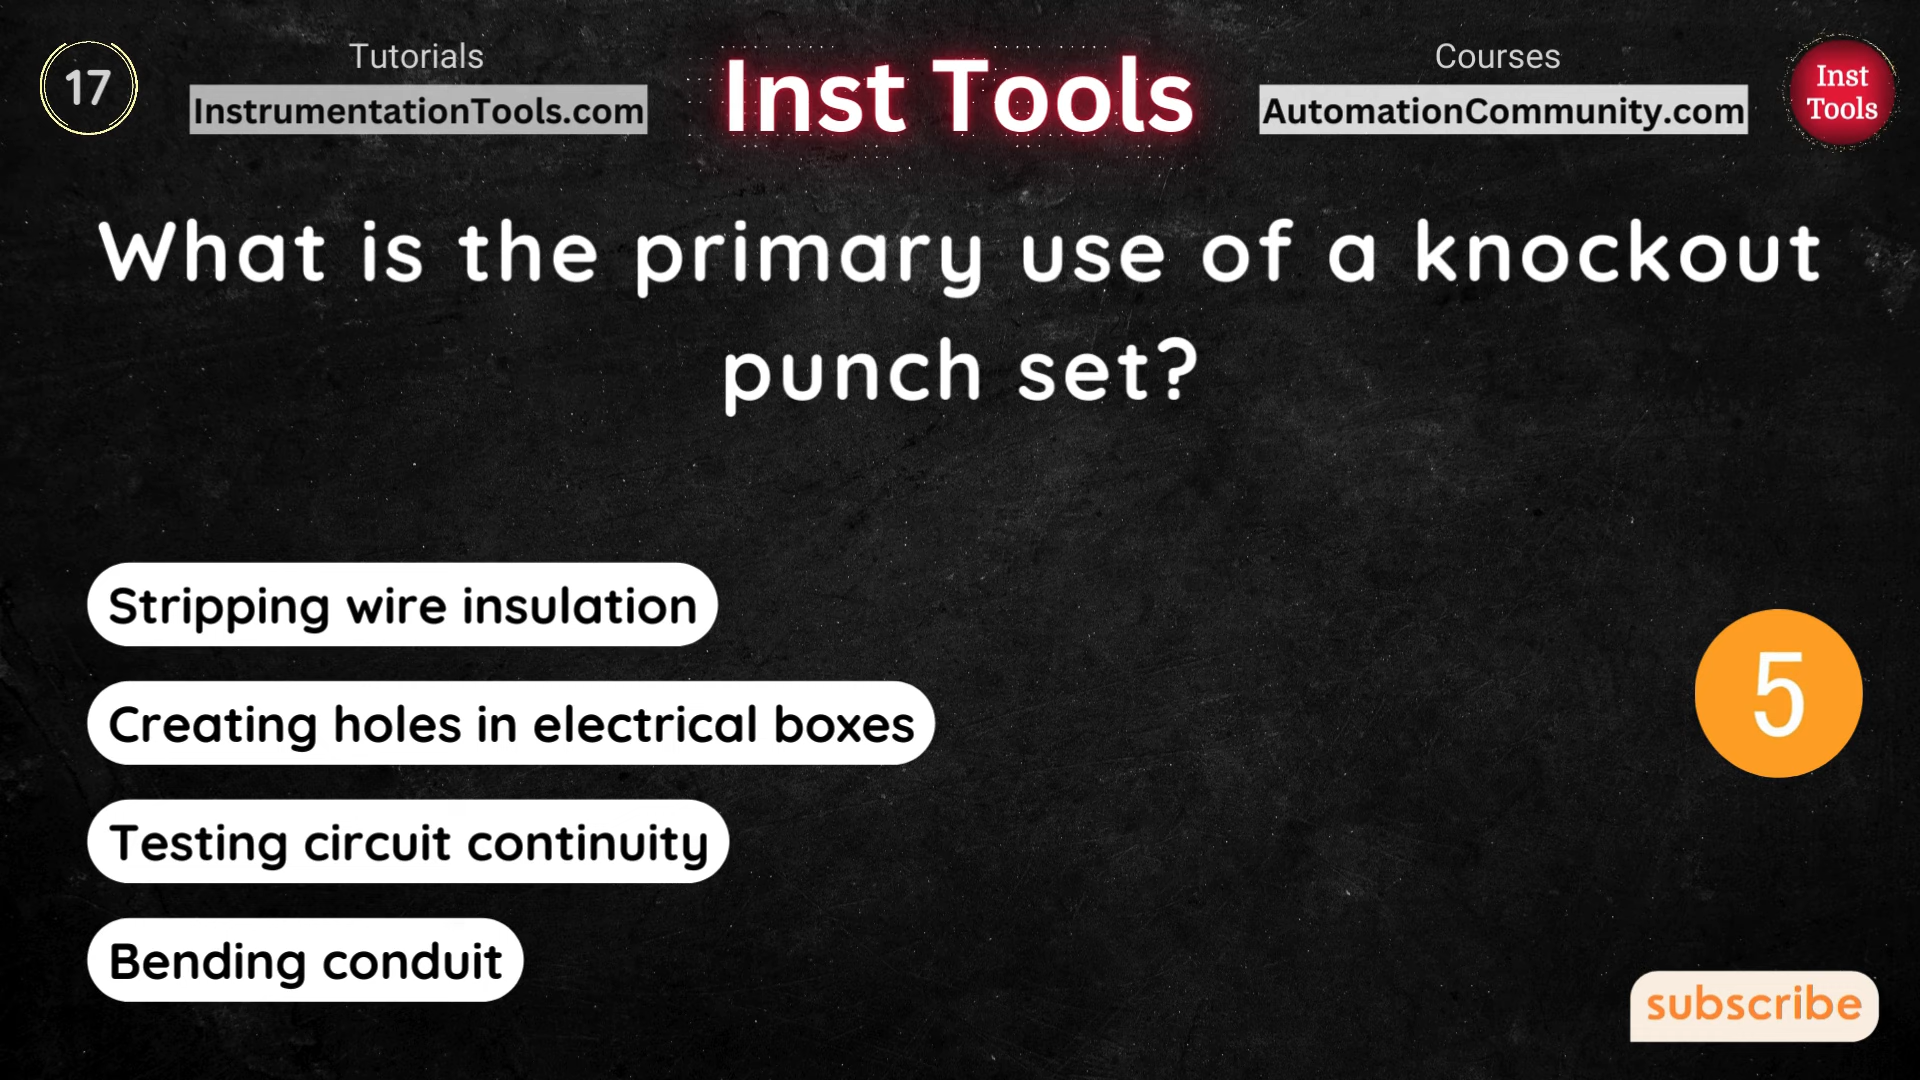 17
Tutorials
InstrumentationTools.com
Inst Tools
Courses
AutomationCommunity.com
Inst
Tools
What is the primary use of a knockout
punch set?
Stripping wire insulation
Creating holes in electrical boxes
Testing circuit continuity
Bending conduit
5
subscribe